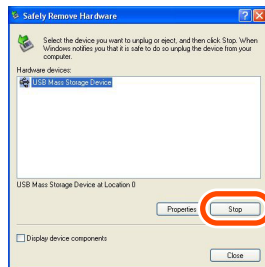 Safely Remove Hardware
Select the device you want to unplug or eject, and then click Stop. When
Windows notifies you that it is safe to do so unplug the device from your
computer.
Hardware devices:
USB Mass Storage Device
USB Mass Storage Device at Location 0
Properties Stop
Display device components
Close